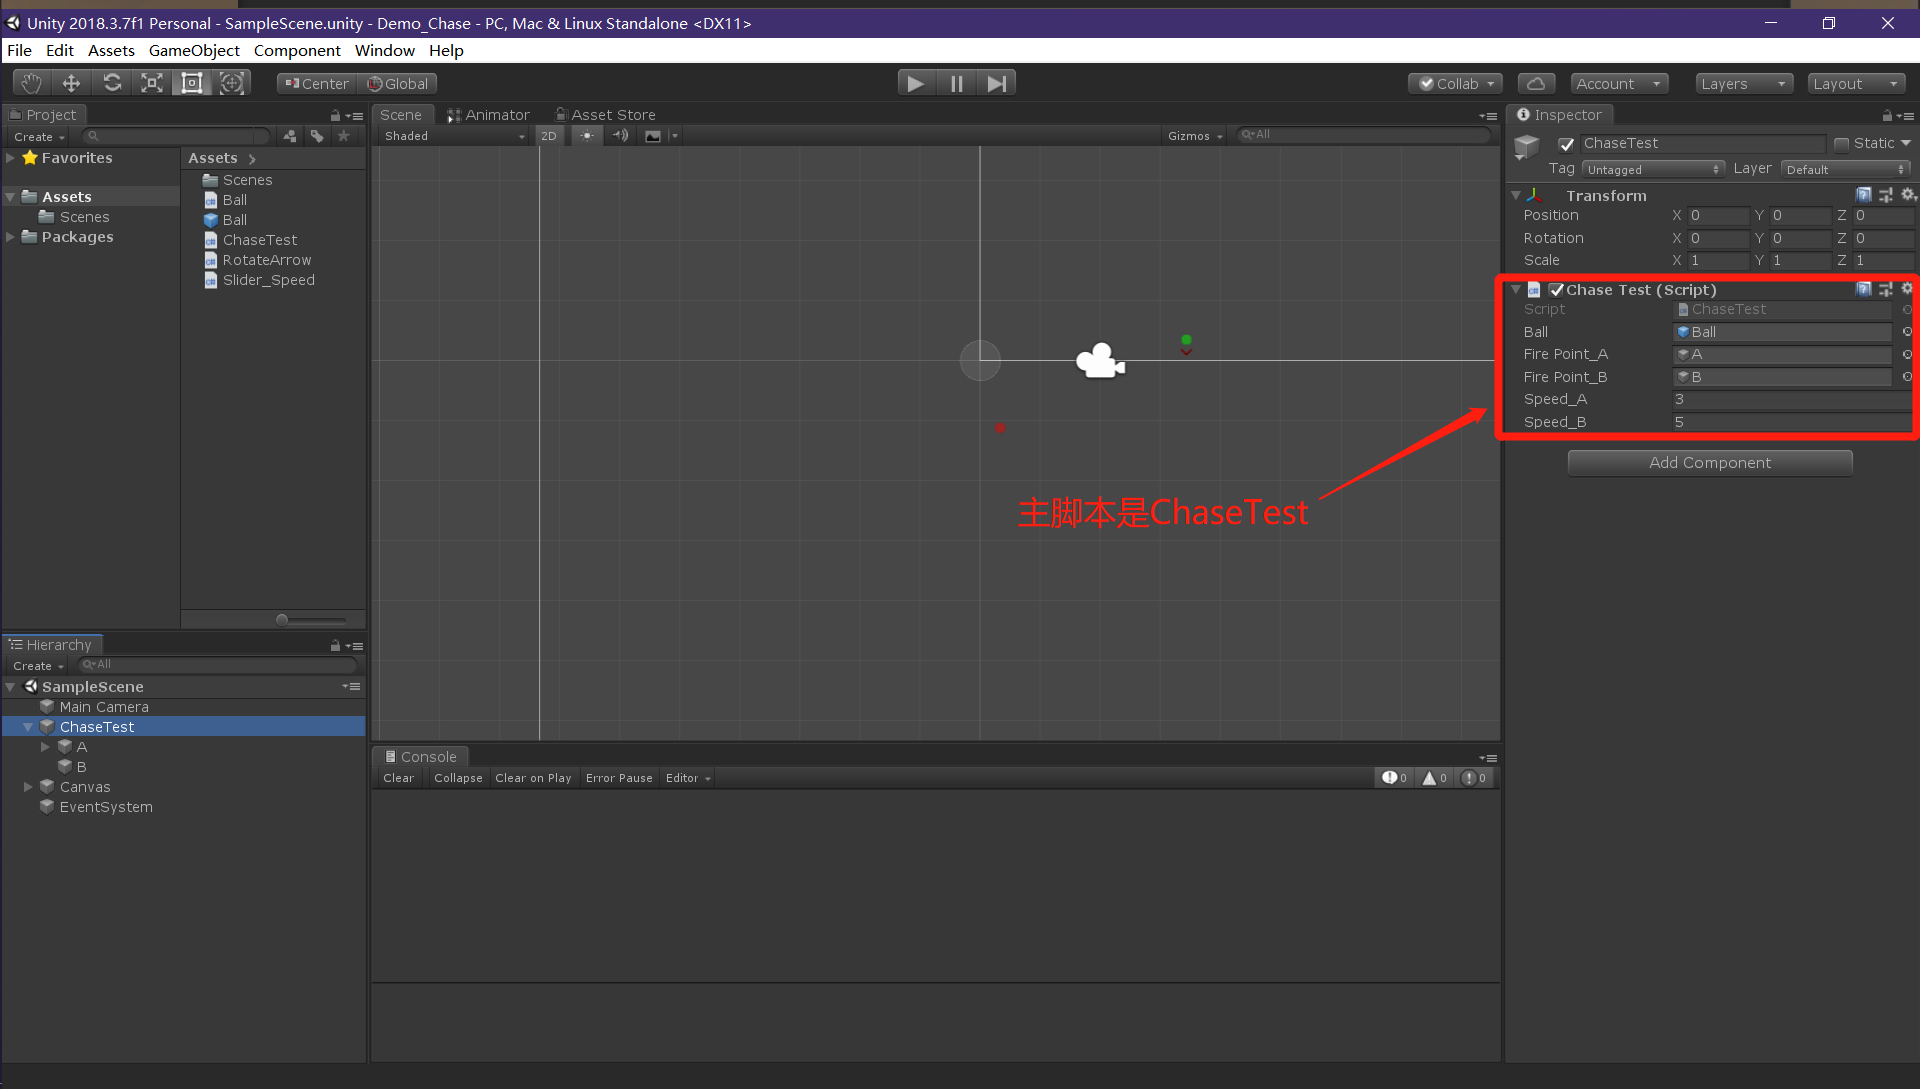 Unity 2018.3.7f1 Personal - SampleScene.unity - Demo_Chase - PC, Mac & Linux Standalone <DX11>
File Edit Assets GameObject Component Window Help
Center Global Collab Account Layers Layout
Project
Create
Favorites
Assets
Scenes
Packages
Assets
Scenes
Ball
Ball
ChaseTest
RotateArrow
Slider_Speed
Hierarchy
Create All
SampleScene
Main Camera
ChaseTest
A
B
Canvas
EventSystem
Scene Animator Asset Store
Shaded 2D Gizmos All
主脚本是ChaseTest
Console
Clear Collapse Clear on Play Error Pause Editor 0 0 0
Inspector
ChaseTest Static
Tag Untagged Layer Default
Transform
Position X 0 Y 0 Z 0
Rotation X 0 Y 0 Z 0
Scale X 1 Y 1 Z 1
Chase Test (Script)
Script ChaseTest
Ball Ball
Fire Point_A A
Fire Point_B B
Speed_A 3
Speed_B 5
Add Component